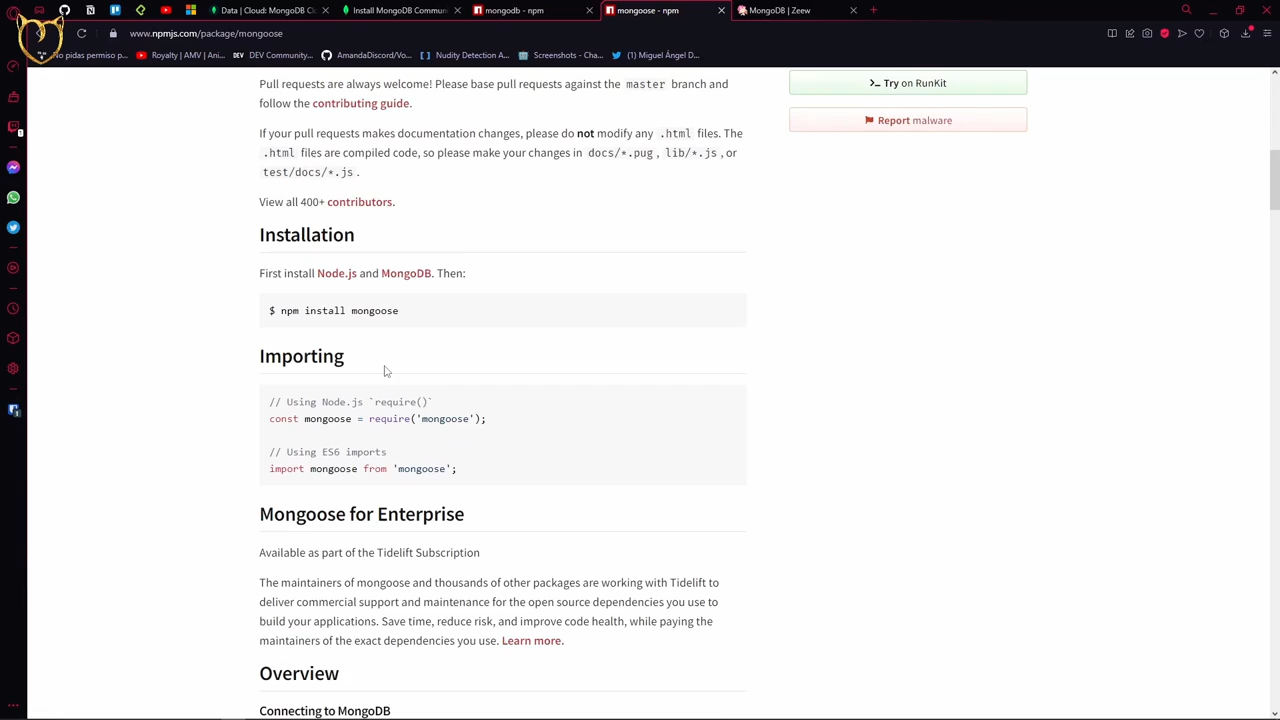 Data | Cloud: MongoDB Cl
Install MongoDB Commun
mongodb - npm
mongoose - npm
MongoDB | Zeew
www.npmjs.com/package/mongoose
No pidas permiso p...
Royalty | AMV | Ani...
DEV Community...
AmandaDiscord/Vo...
Nudity Detection A...
Screenshots - Cha...
Miguel Ángel D...
Pull requests are always welcome! Please base pull requests against the master branch and
follow the contributing guide.
If your pull requests makes documentation changes, please do not modify any .html files. The
.html files are compiled code, so please make your changes in docs/*.pug , lib/*.js , or
test/docs/*.js .
View all 400+ contributors.
Installation
First install Node.js and MongoDB. Then:
$ npm install mongoose
Importing
// Using Node.js `require()`
const mongoose = require('mongoose');
// Using ES6 imports
import mongoose from 'mongoose';
Mongoose for Enterprise
Available as part of the Tidelift Subscription
The maintainers of mongoose and thousands of other packages are working with Tidelift to
deliver commercial support and maintenance for the open source dependencies you use to
build your applications. Save time, reduce risk, and improve code health, while paying the
maintainers of the exact dependencies you use. Learn more.
Overview
Connecting to MongoDB
Try on RunKit
Report malware